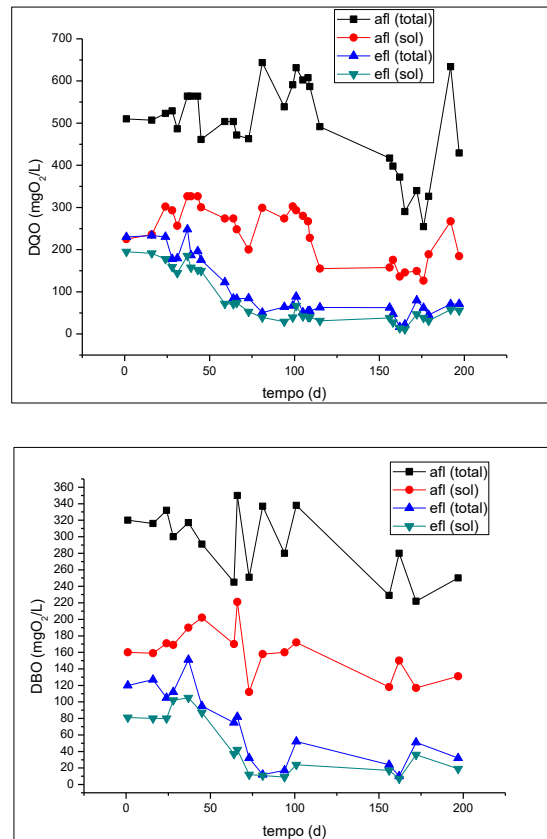 afl (total)
afl (sol)
efl (total)
efl (sol)
700
600
500
400
300
200
100
0
DQO (mgO₂/L)
0 50 100 150 200
tempo (d)
afl (total)
afl (sol)
efl (total)
efl (sol)
360
340
320
300
280
260
240
220
200
180
160
140
120
100
80
60
40
20
0
DBO (mgO₂/L)
0 50 100 150 200
tempo (d)